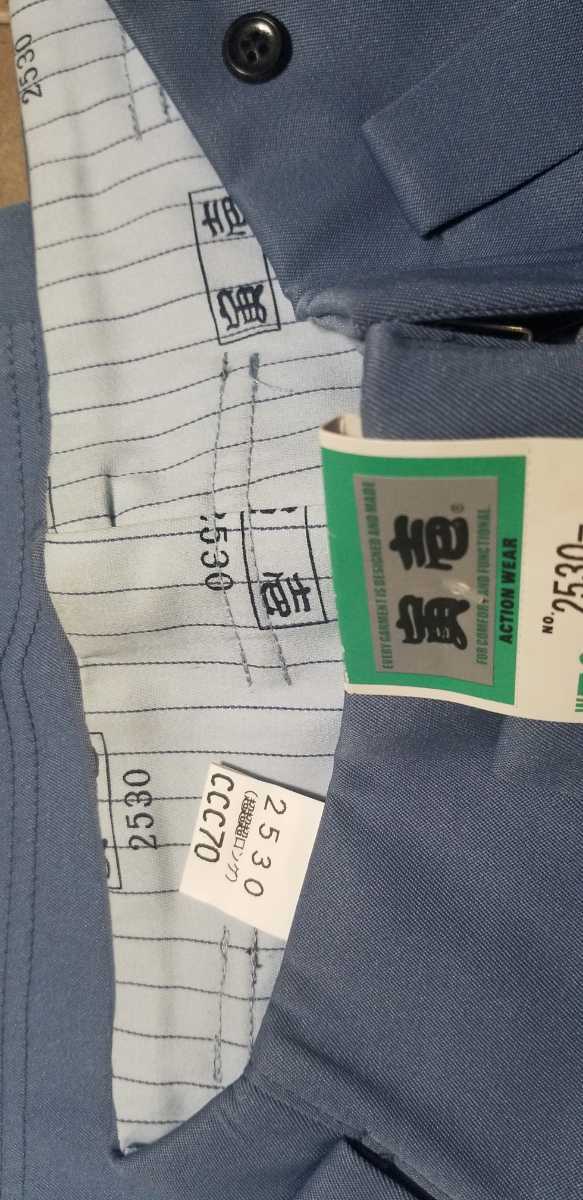 2530
寅壱
2530
寅壱
2530
EVERY GARMENT IS DESIGNED AND MADE
寅壱®
FOR COMFORT AND FUNCTIONAL
ACTION WEAR
NO. 2530-
2530
(超超超ロング)
CCC70